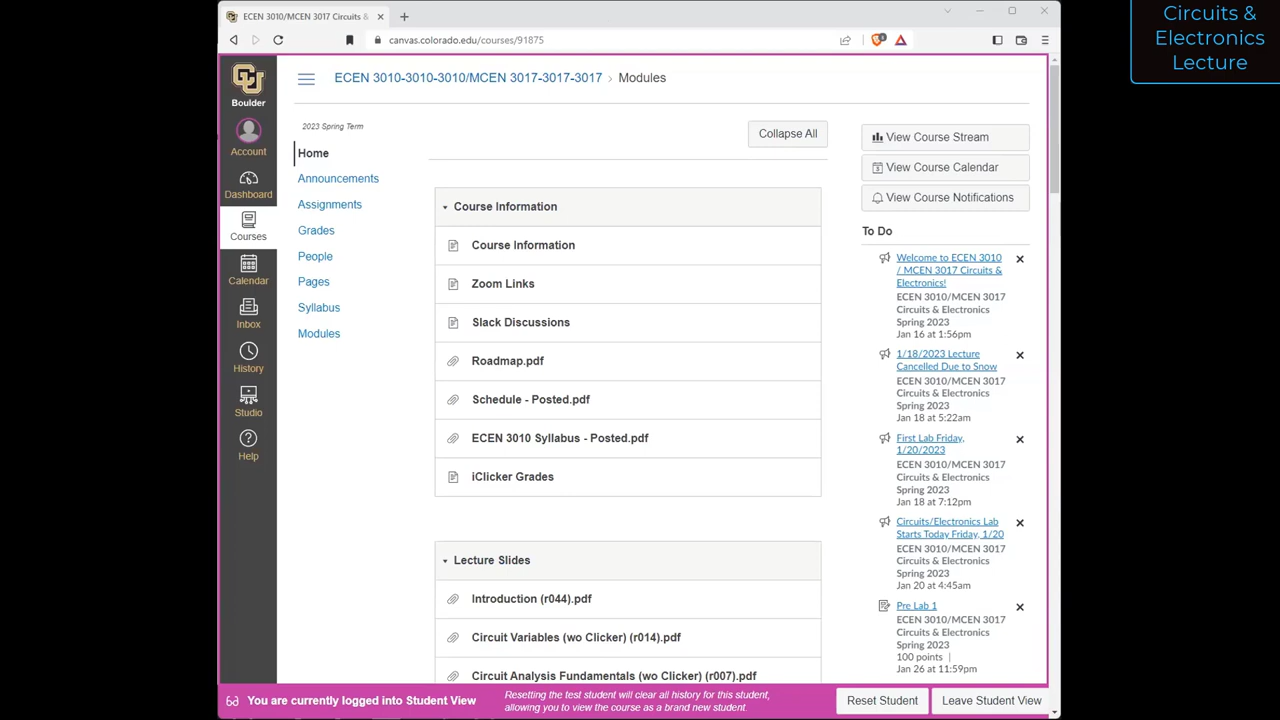 ECEN 3010/MCEN 3017 Circuits &
canvas.colorado.edu/courses/91875
Circuits &
Electronics
Lecture
Boulder
Account
Dashboard
Courses
Calendar
Inbox
History
Studio
Help
ECEN 3010-3010-3010/MCEN 3017-3017-3017 › Modules
2023 Spring Term
Home
Announcements
Assignments
Grades
People
Pages
Syllabus
Modules
Collapse All
Course Information
Course Information
Zoom Links
Slack Discussions
Roadmap.pdf
Schedule - Posted.pdf
ECEN 3010 Syllabus - Posted.pdf
iClicker Grades
Lecture Slides
Introduction (r044).pdf
Circuit Variables (wo Clicker) (r014).pdf
Circuit Analysis Fundamentals (wo Clicker) (r007).pdf
View Course Stream
View Course Calendar
View Course Notifications
To Do
Welcome to ECEN 3010
/ MCEN 3017 Circuits &
Electronics!
ECEN 3010/MCEN 3017
Circuits & Electronics
Spring 2023
Jan 16 at 1:56pm
1/18/2023 Lecture
Cancelled Due to Snow
ECEN 3010/MCEN 3017
Circuits & Electronics
Spring 2023
Jan 18 at 5:22am
First Lab Friday,
1/20/2023
ECEN 3010/MCEN 3017
Circuits & Electronics
Spring 2023
Jan 18 at 7:12pm
Circuits/Electronics Lab
Starts Today Friday, 1/20
ECEN 3010/MCEN 3017
Circuits & Electronics
Spring 2023
Jan 20 at 4:45am
Pre Lab 1
ECEN 3010/MCEN 3017
Circuits & Electronics
Spring 2023
100 points |
Jan 26 at 11:59pm
You are currently logged into Student View
Resetting the test student will clear all history for this student,
allowing you to view the course as a brand new student.
Reset Student
Leave Student View